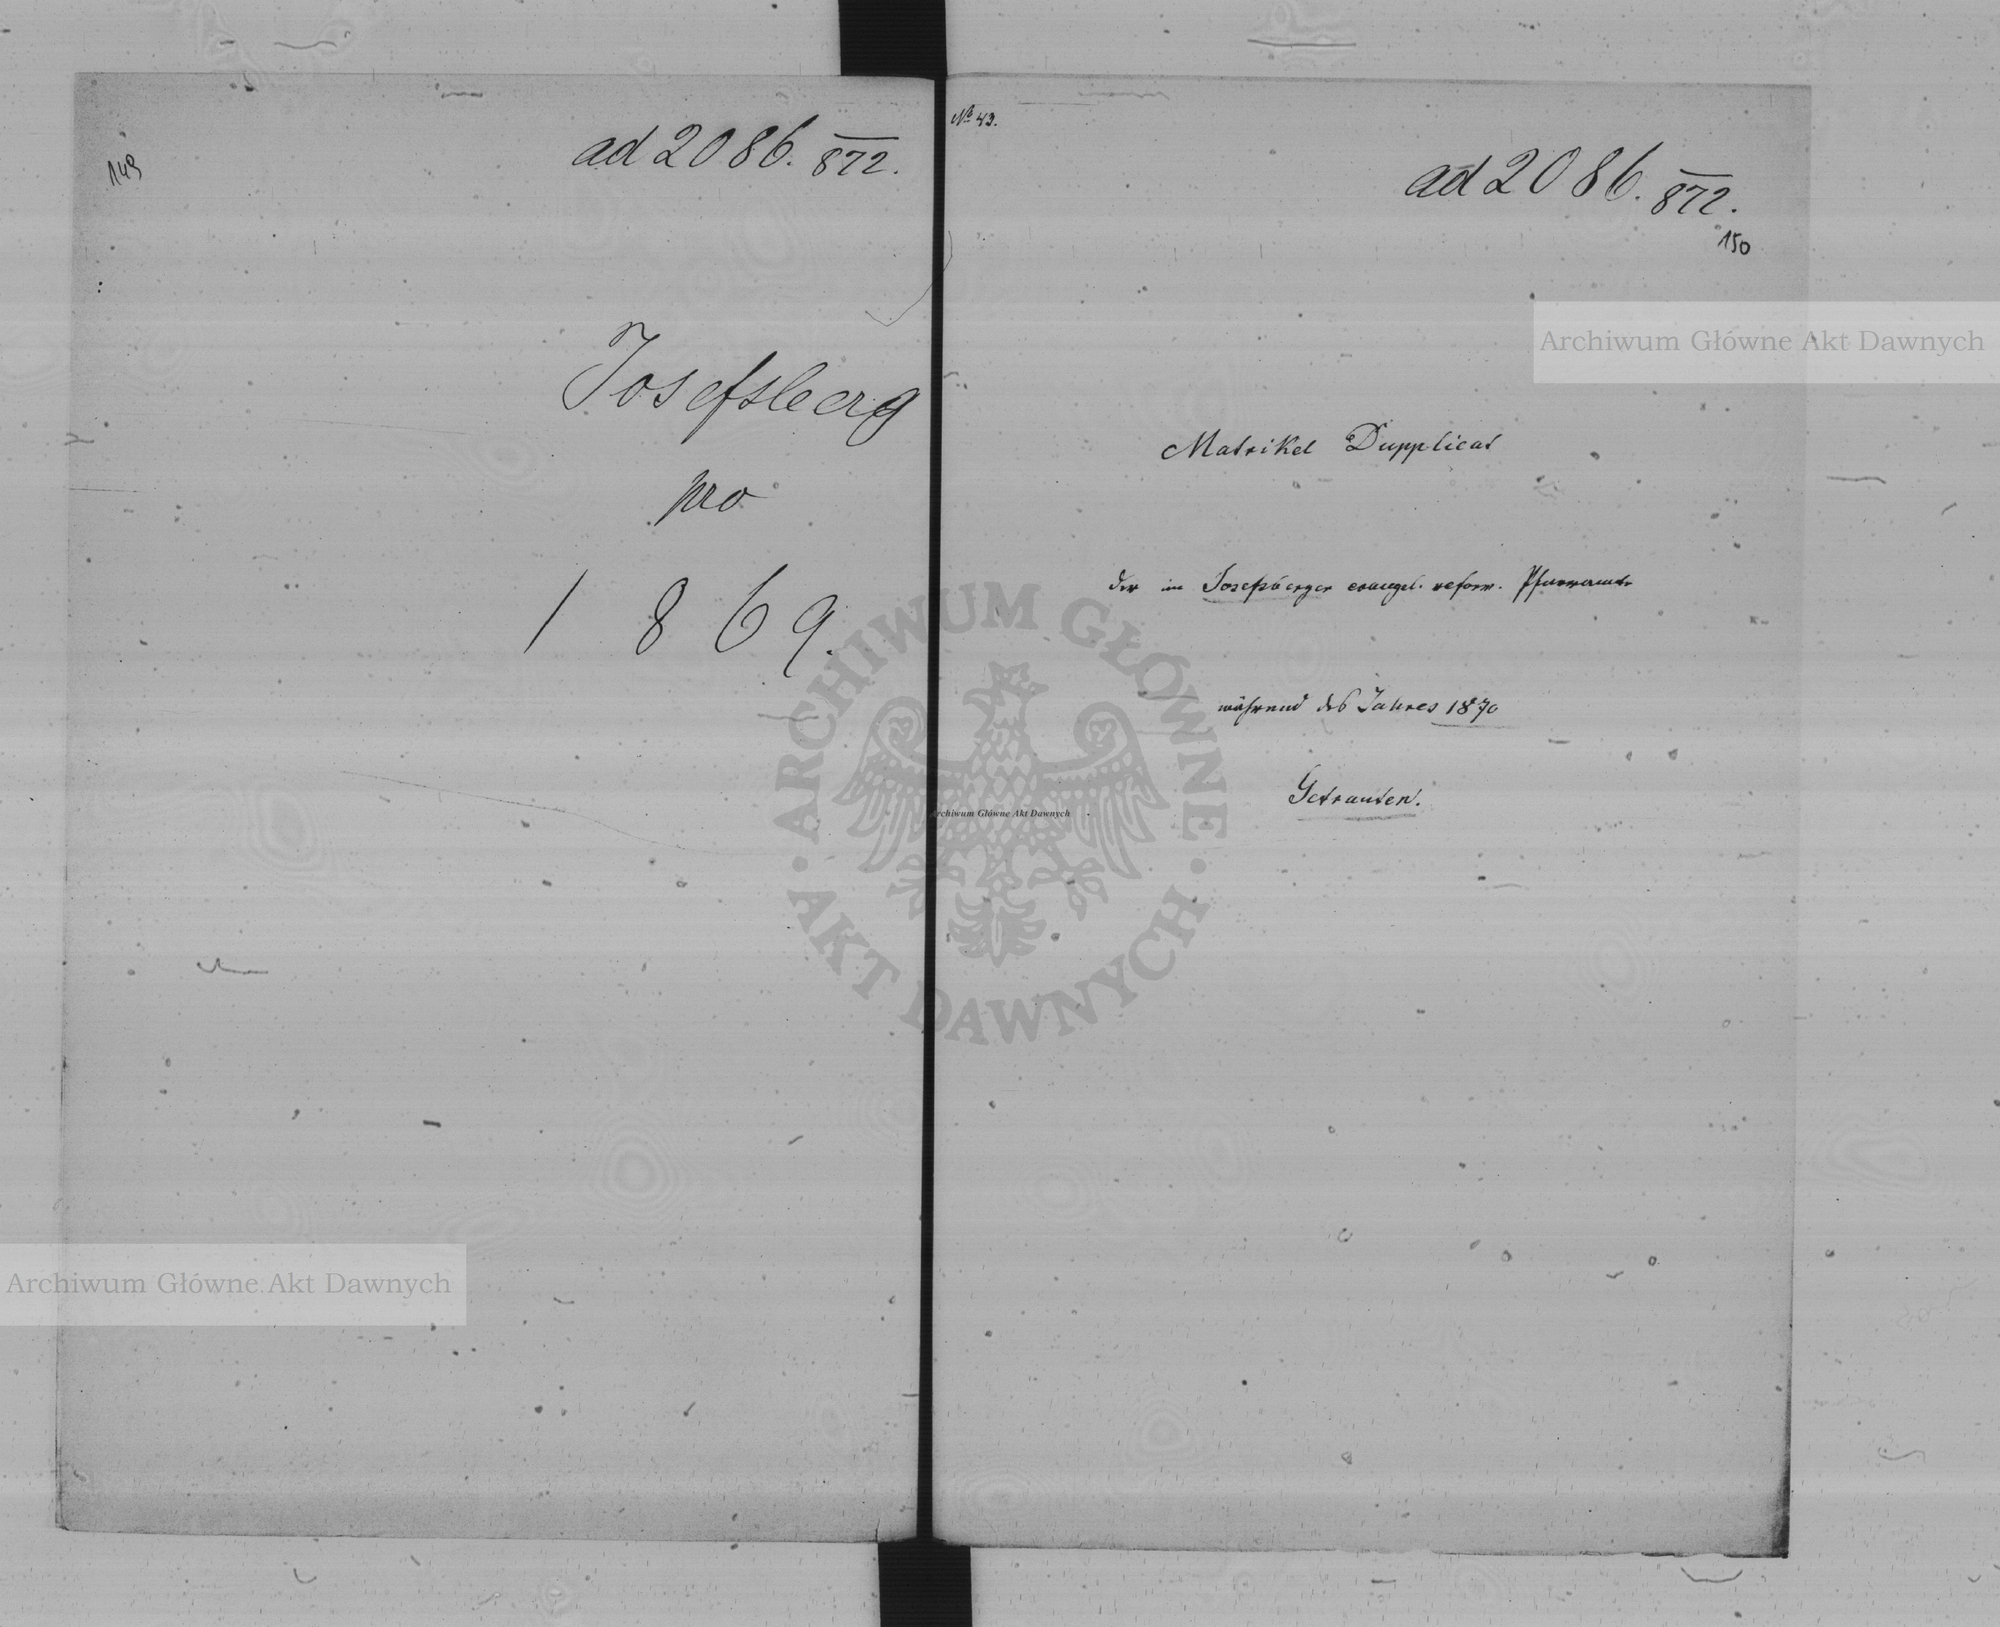 149
ad 2086. 872.
Josefsberg
pro
1869.
No 43.
ad 2086. 872.
150
Matrikel Dupplicat
der im Josefsberger evangel. reform. Pfarramte
während des Jahres 1870
Getrauten.
Archiwum Główne Akt Dawnych
ARCHIWUM GŁÓWNE
Archiwum Główne Akt Dawnych
· AKT DAWNYCH ·
Archiwum Główne Akt Dawnych